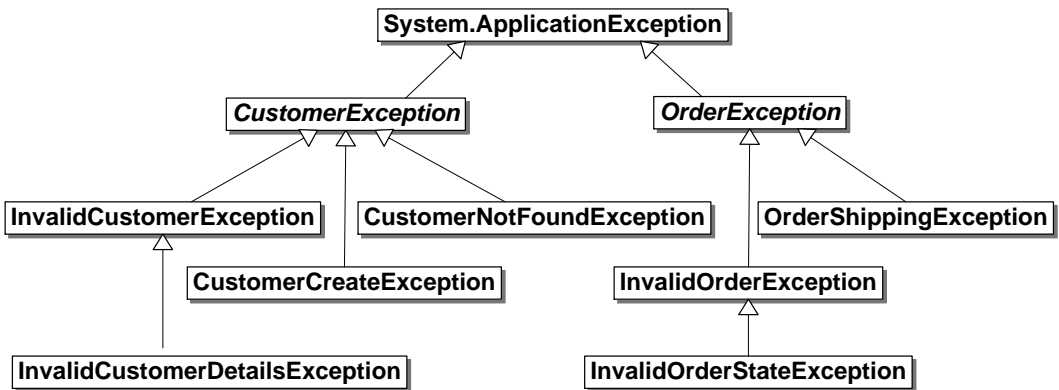 System.ApplicationException
CustomerException
OrderException
InvalidCustomerException
CustomerNotFoundException
OrderShippingException
CustomerCreateException
InvalidOrderException
InvalidCustomerDetailsException
InvalidOrderStateException